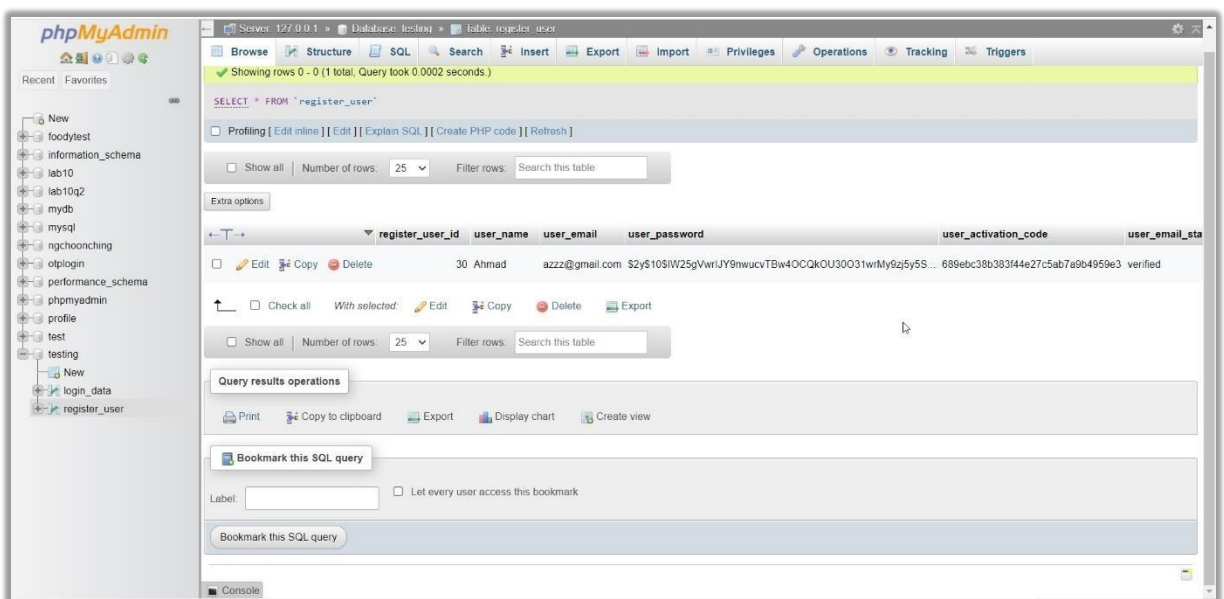 phpMyAdmin
Recent Favorites
New
foodytest
information_schema
lab10
lab10q2
mydb
mysql
ngchoonching
otplogin
performance_schema
phpmyadmin
profile
test
testing
New
login_data
register_user
Server: 127.0.0.1 » Database: testing » Table: register_user
Browse Structure SQL Search Insert Export Import Privileges Operations Tracking Triggers
Showing rows 0 - 0 (1 total, Query took 0.0002 seconds.)
SELECT * FROM `register_user`
Profiling [ Edit inline ] [ Edit ] [ Explain SQL ] [ Create PHP code ] [ Refresh ]
Show all | Number of rows: 25 Filter rows: Search this table
Extra options
←T→ register_user_id user_name user_email user_password user_activation_code user_email_sta
Edit Copy Delete 30 Ahmad azzz@gmail.com 689ebc38b383f44e27c5ab7a9b4959e3 verified
Check all With selected: Edit Copy Delete Export
Show all | Number of rows: 25 Filter rows: Search this table
Query results operations
Print Copy to clipboard Export Display chart Create view
Bookmark this SQL query
Label: Let every user access this bookmark
Bookmark this SQL query
Console